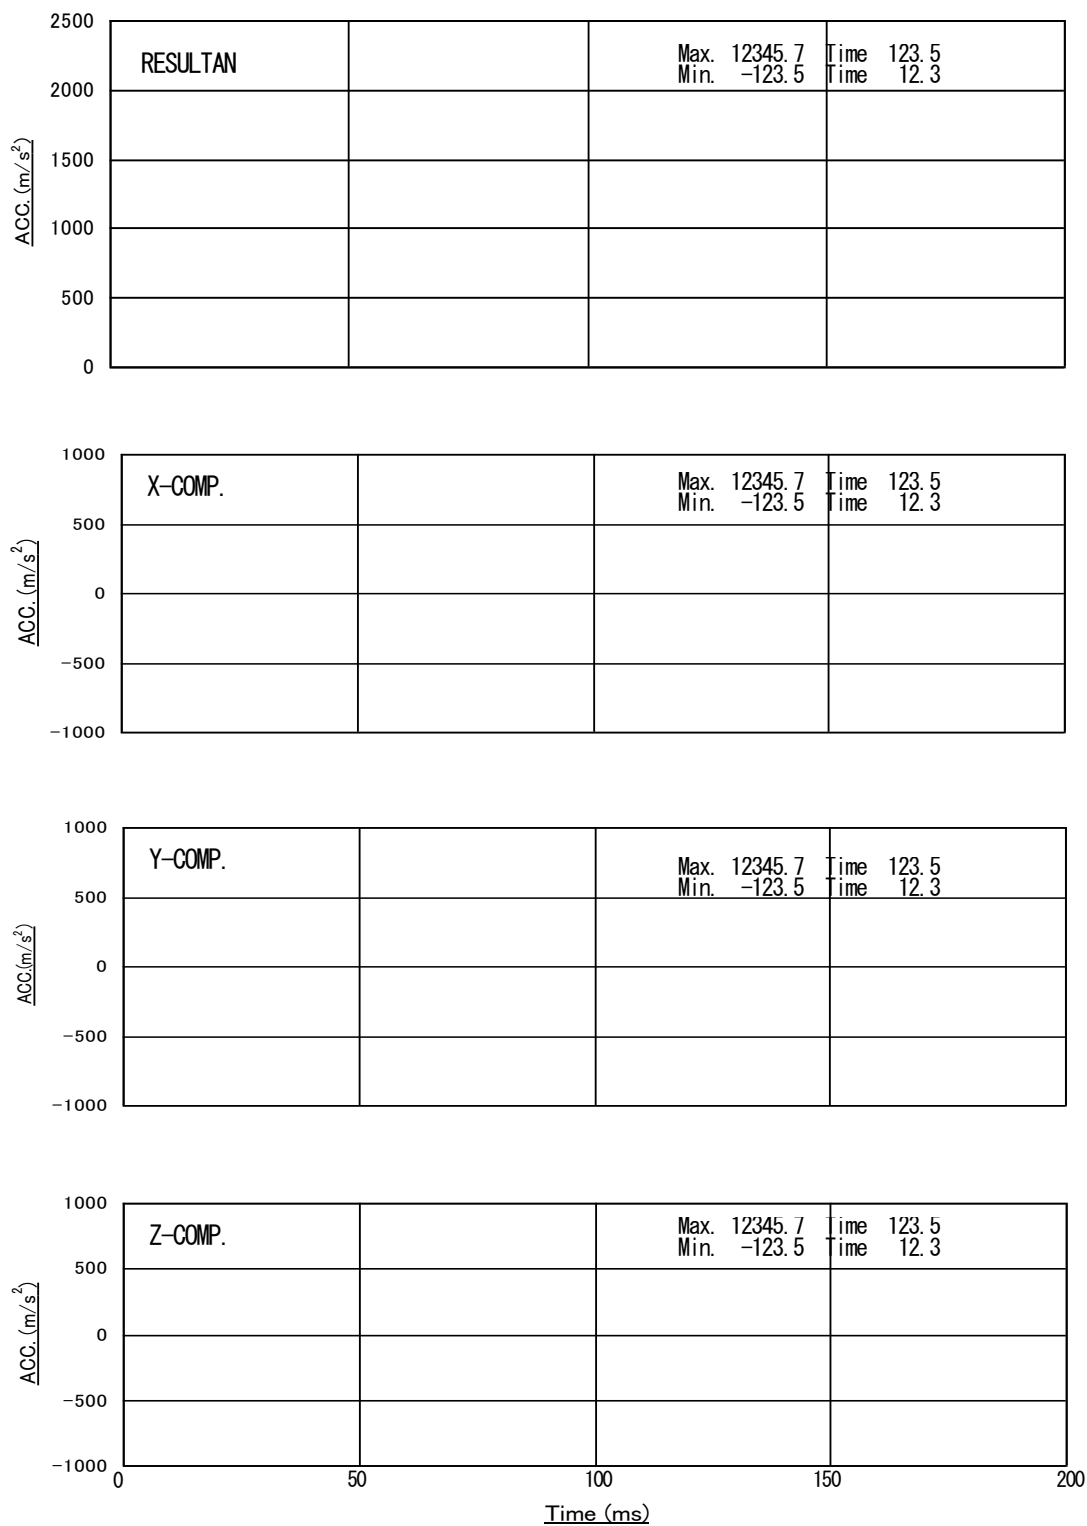 2500
RESULTAN
Max. 12345.7 Time 123.5
Min. -123.5 Time 12.3
2000
1500
1000
500
0
ACC. (m/s²)
1000
X-COMP.
Max. 12345.7 Time 123.5
Min. -123.5 Time 12.3
500
0
-500
-1000
ACC. (m/s²)
1000
Y-COMP.
Max. 12345.7 Time 123.5
Min. -123.5 Time 12.3
500
0
-500
-1000
ACC.(m/s²)
1000
Z-COMP.
Max. 12345.7 Time 123.5
Min. -123.5 Time 12.3
500
0
-500
-1000
ACC. (m/s²)
0 50 100 150 200
Time (ms)